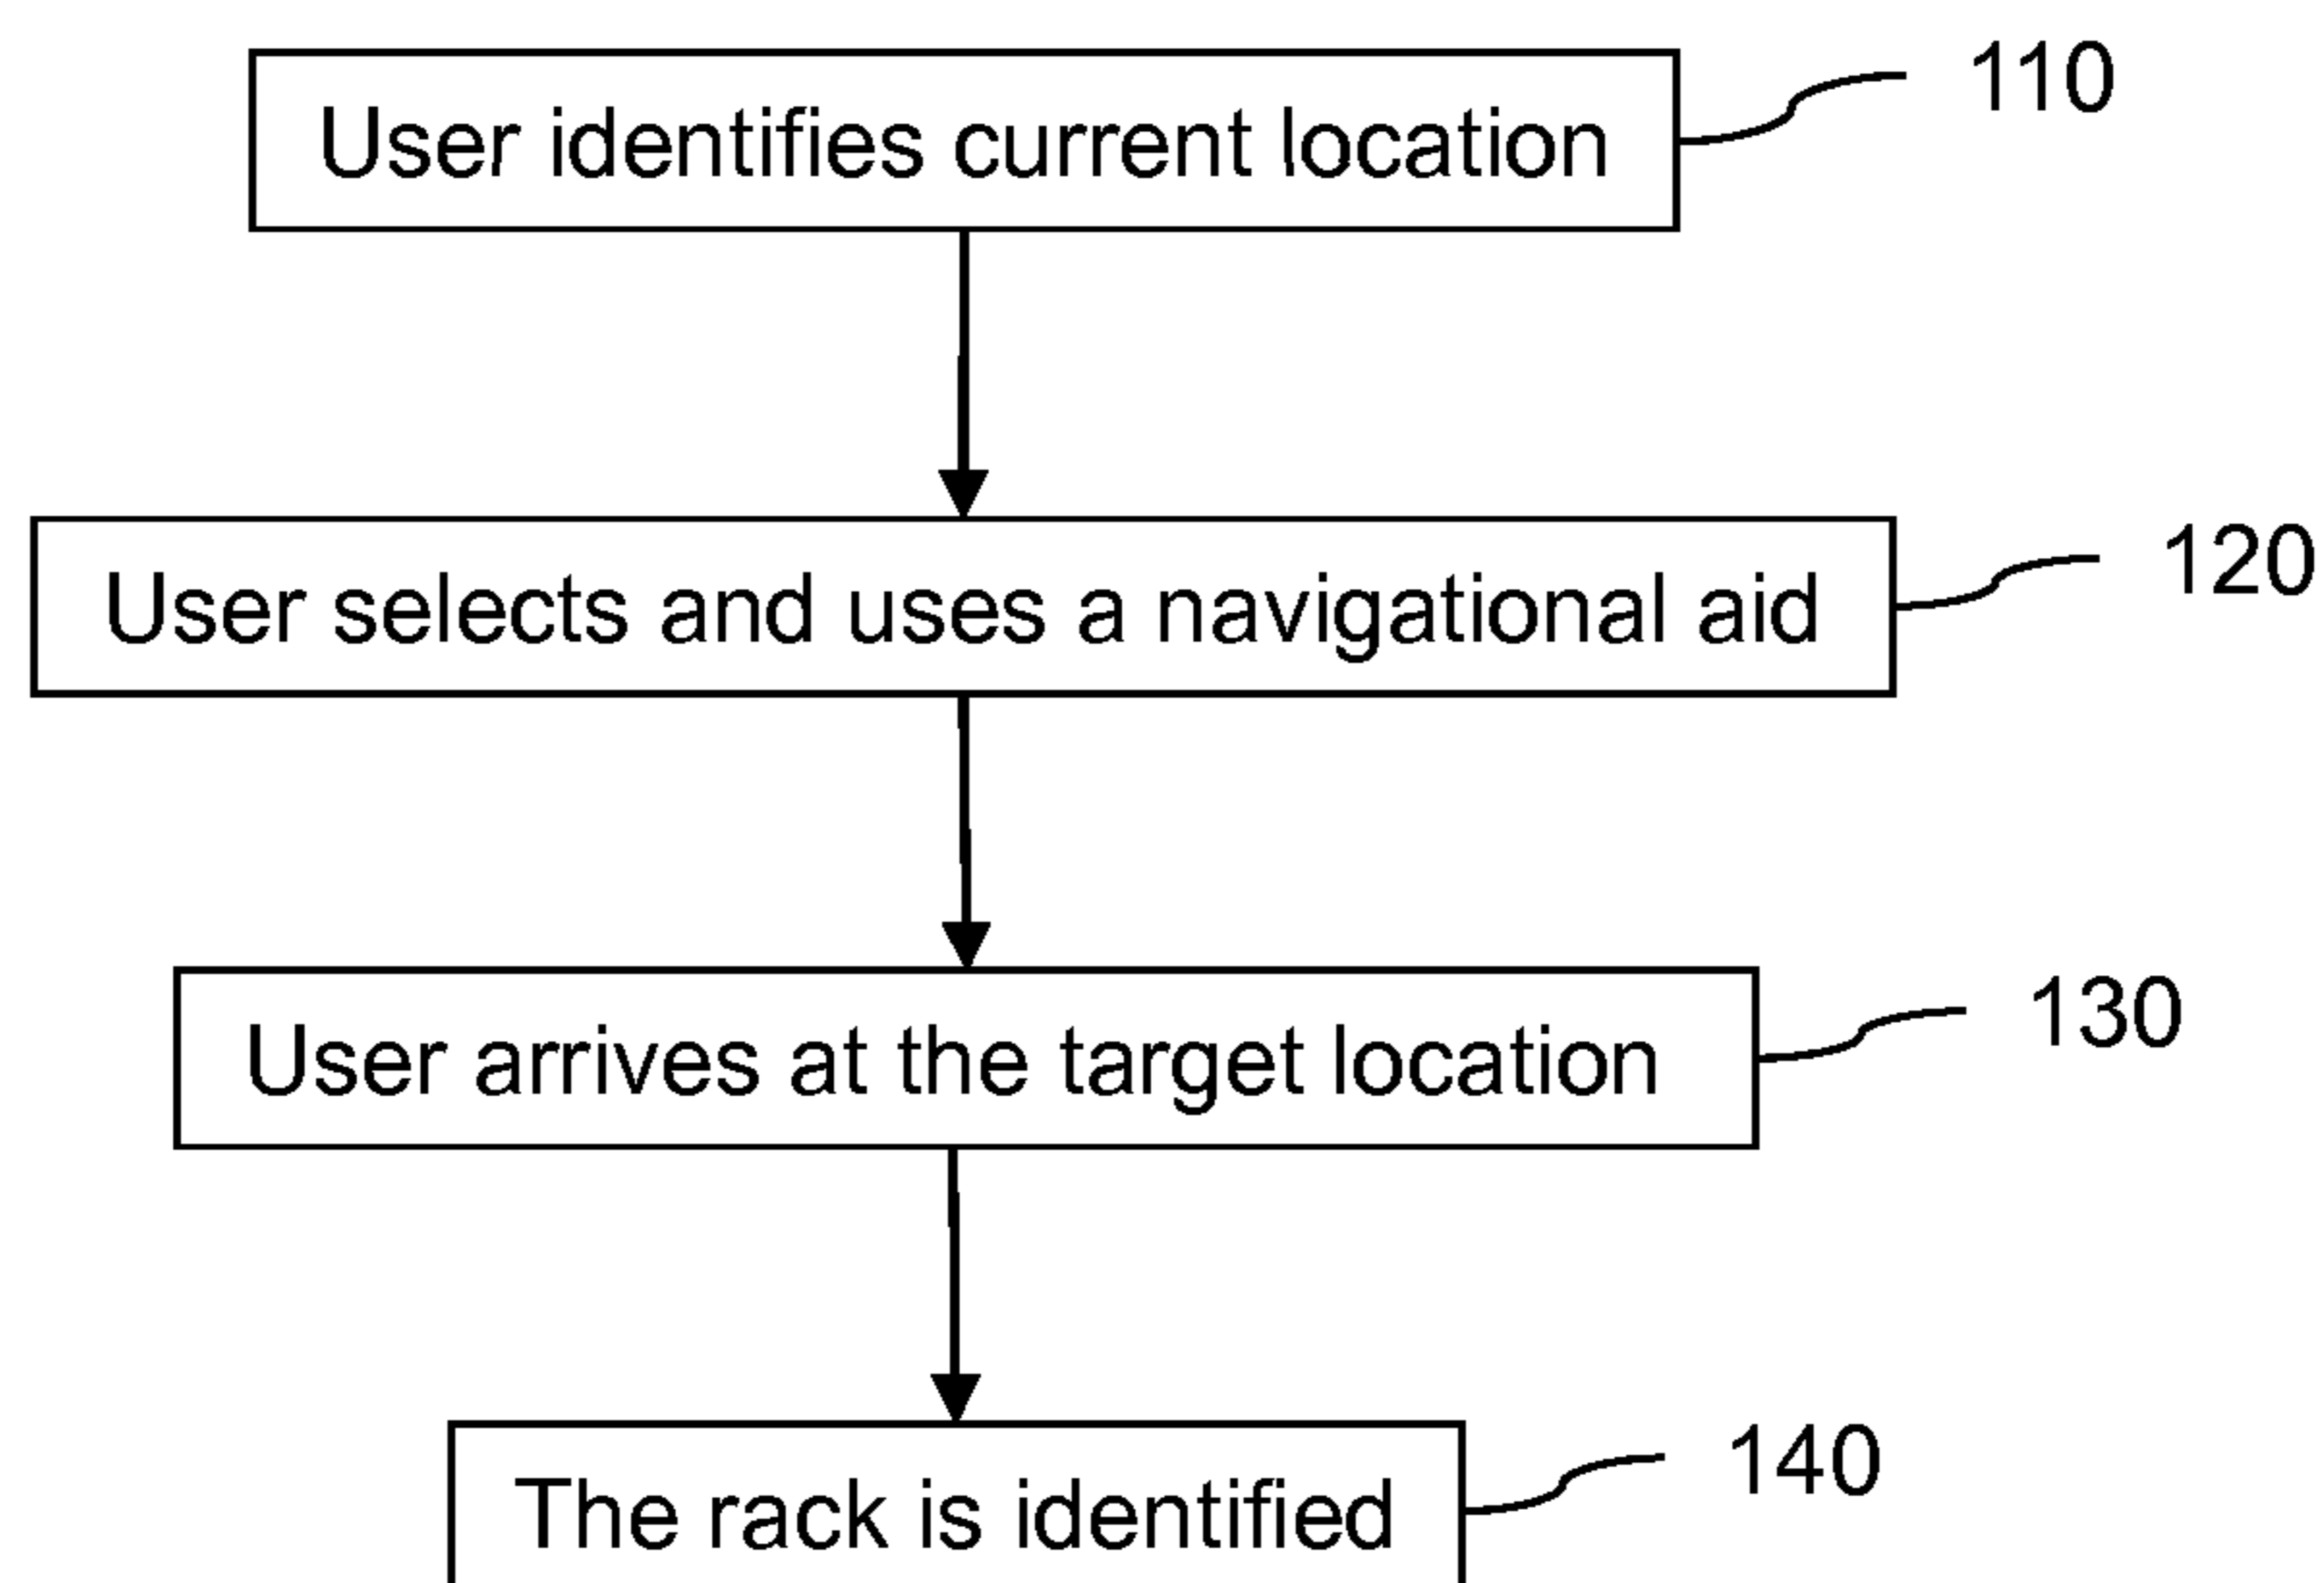 User identifies current location 110
User selects and uses a navigational aid 120
User arrives at the target location 130
The rack is identified 140